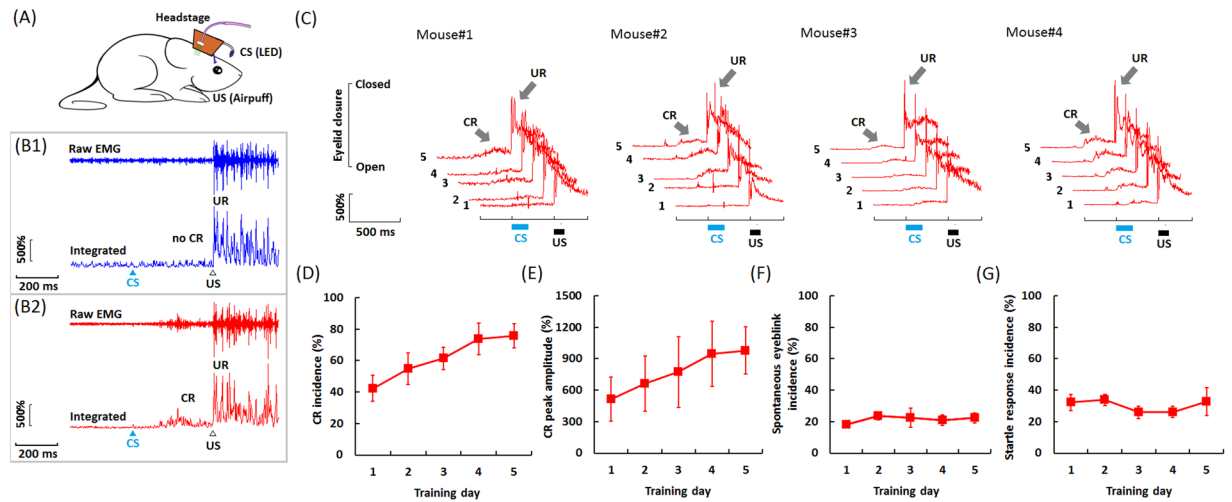 (A)
Headstage
CS (LED)
US (Airpuff)
(B1)
Raw EMG
UR
no CR
500%
Integrated
CS
US
200 ms
(B2)
Raw EMG
UR
CR
500%
Integrated
CS
US
200 ms
(C)
Mouse#1
Mouse#2
Mouse#3
Mouse#4
Eyelid closure
Closed
Open
500%
500 ms
UR
CR
5
4
3
2
1
CS
US
UR
CR
5
4
3
2
1
CS
US
UR
CR
5
4
3
2
1
CS
US
UR
CR
5
4
3
2
1
CS
US
(D)
CR incidence (%)
100
80
60
40
20
0
1 2 3 4 5
Training day
(E)
CR peak amplitude (%)
1500
1200
900
600
300
0
1 2 3 4 5
Training day
(F)
Spontaneous eyeblink
incidence (%)
100
80
60
40
20
0
1 2 3 4 5
Training day
(G)
Startle response incidence (%)
100
80
60
40
20
0
1 2 3 4 5
Training day